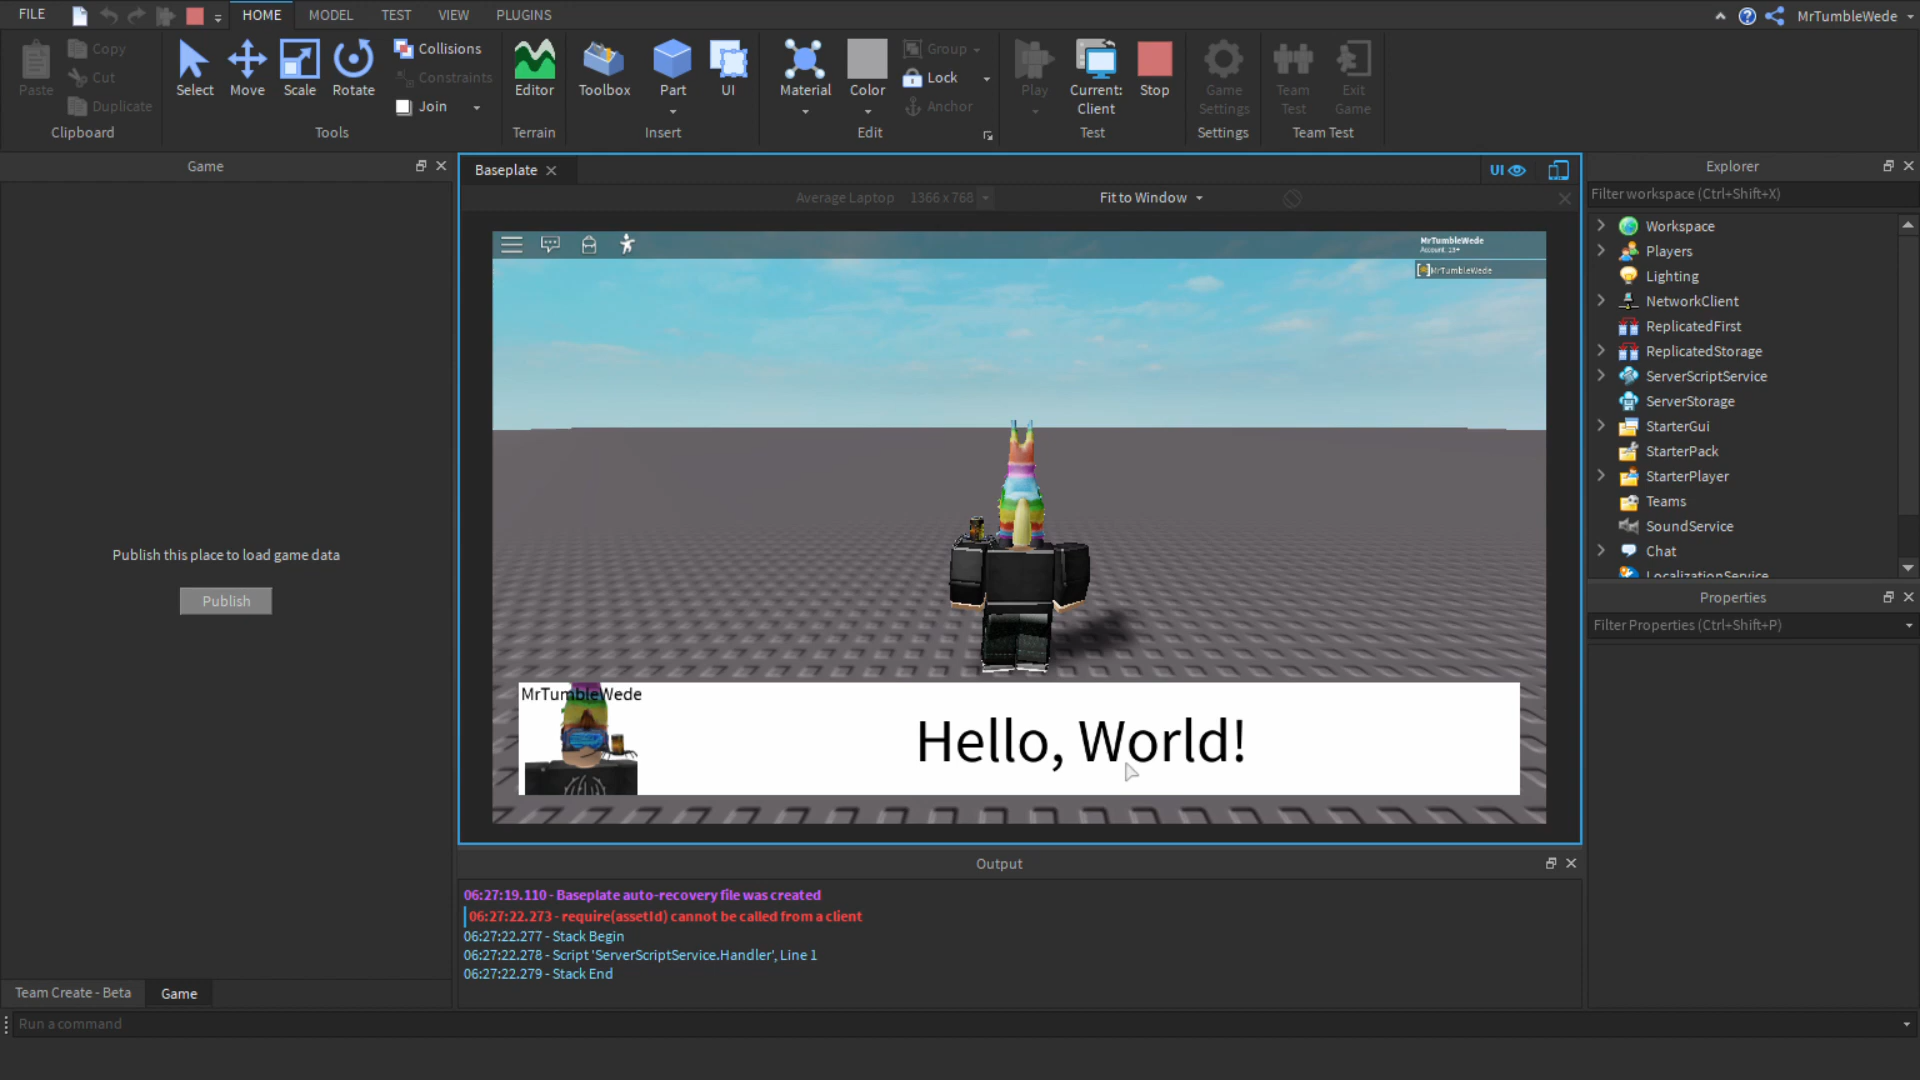 FILE
HOME
MODEL
TEST
VIEW
PLUGINS
MrTumbleWede
Paste
Copy
Cut
Duplicate
Clipboard
Select
Move
Scale
Rotate
Collisions
Constraints
Join
Tools
Editor
Terrain
Toolbox
Part
UI
Insert
Material
Color
Group
Lock
Anchor
Edit
Play
Current:
Client
Stop
Test
Game
Settings
Settings
Team
Test
Exit
Game
Team Test
Game
Publish this place to load game data
Publish
Team Create - Beta
Game
Baseplate
UI
Average Laptop
1366 x 768
Fit to Window
MrTumbleWede
Account: 13+
MrTumbleWede
MrTumbleWede
Hello, World!
Output
06:27:19.110 - Baseplate auto-recovery file was created
06:27:22.273 - require(assetId) cannot be called from a client
06:27:22.277 - Stack Begin
06:27:22.278 - Script 'ServerScriptService.Handler', Line 1
06:27:22.279 - Stack End
Explorer
Filter workspace (Ctrl+Shift+X)
Workspace
Players
Lighting
NetworkClient
ReplicatedFirst
ReplicatedStorage
ServerScriptService
ServerStorage
StarterGui
StarterPack
StarterPlayer
Teams
SoundService
Chat
LocalizationService
Properties
Filter Properties (Ctrl+Shift+P)
Run a command